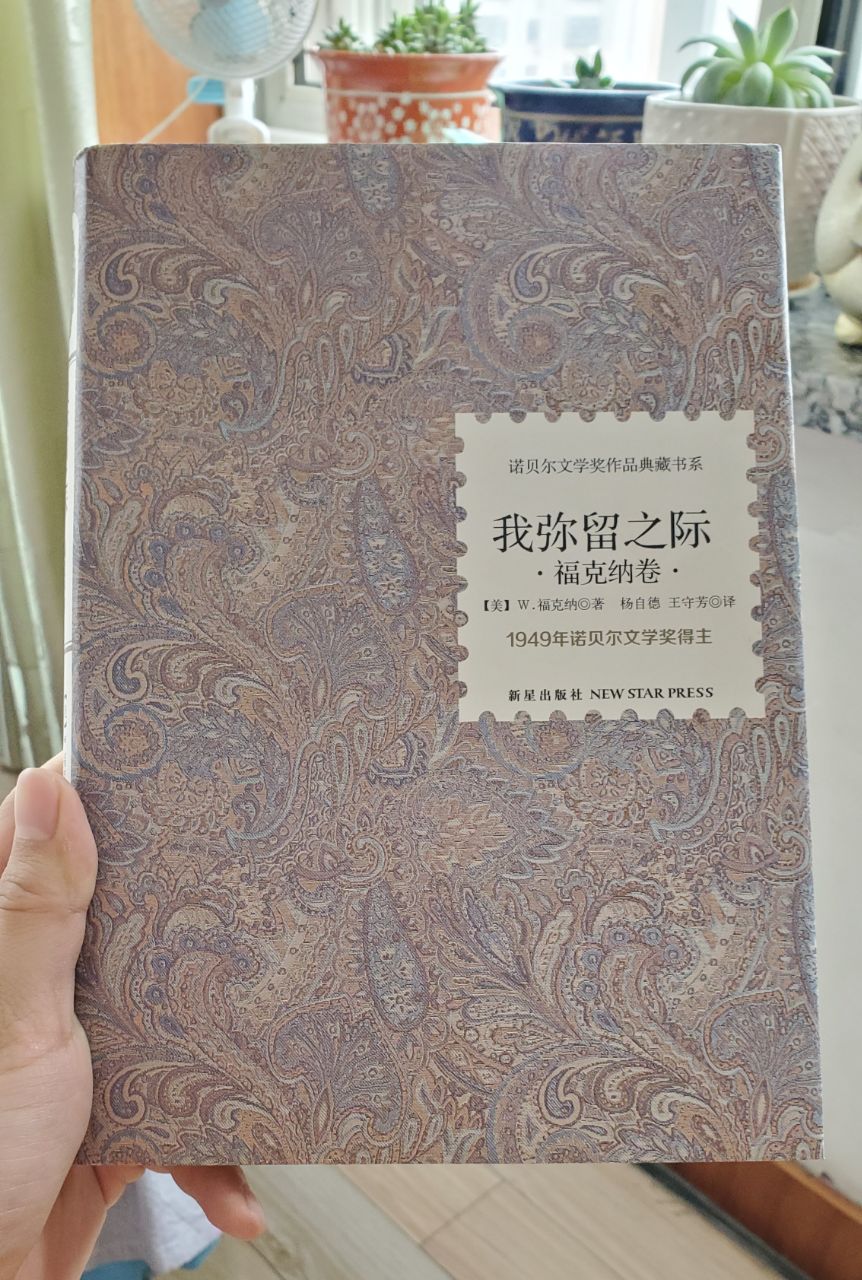 诺贝尔文学奖作品典藏书系
我弥留之际
·福克纳卷·
【美】W.福克纳◎著 杨自德 王守芳◎译
1949年诺贝尔文学奖得主
新星出版社 NEW STAR PRESS